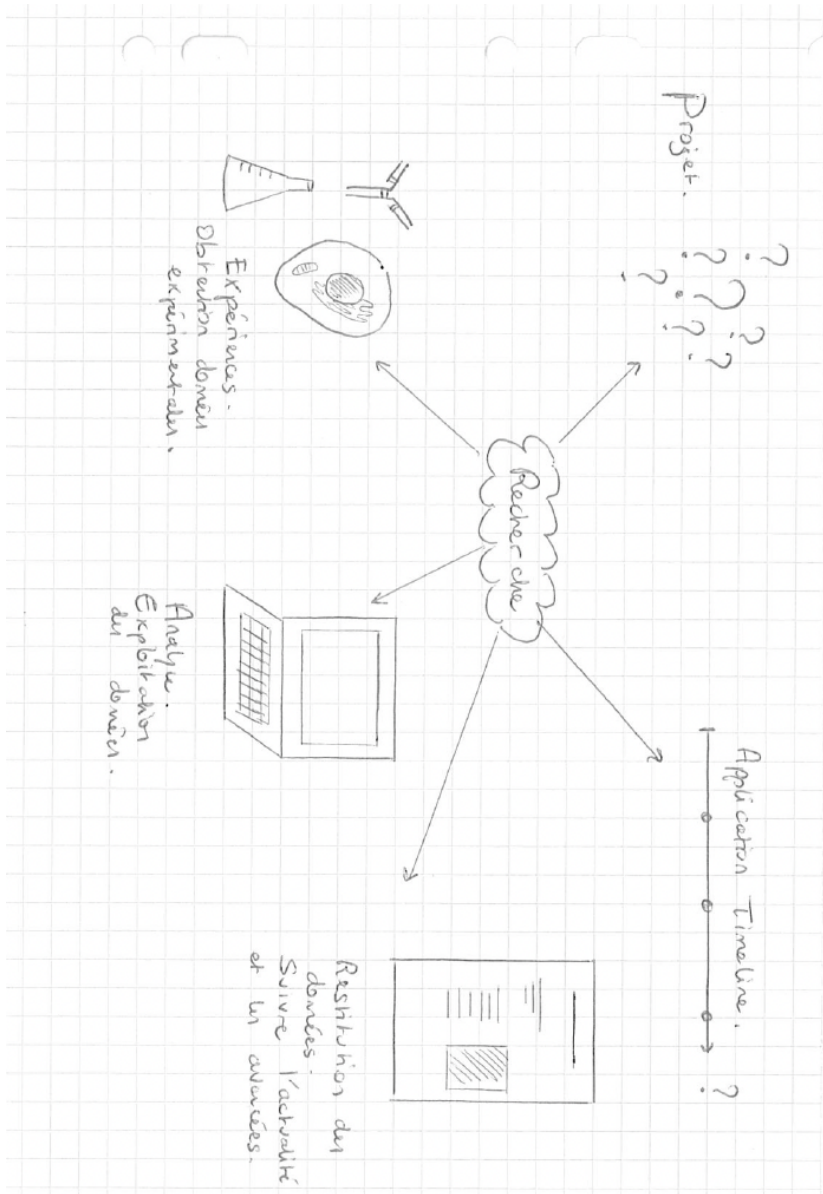 Projet.
? ? ? ? ? ? ?
Recherche
Application Timeline.
?
Expériences.
Obtention données
expérimentales.
Analyse.
Exploitation
des données.
Restitution des
données.
Suivre l'actualité
et les avancées.